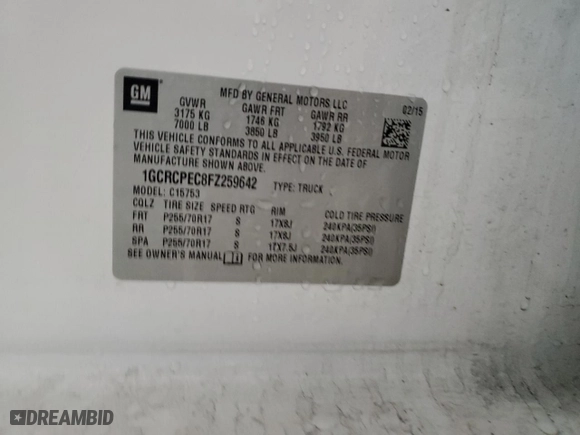 GM
MFD BY GENERAL MOTORS LLC
02/15
GVWR GAWR FRT GAWR RR
3175 KG 1746 KG 1792 KG
7000 LB 3850 LB 3950 LB
THIS VEHICLE CONFORMS TO ALL APPLICABLE U.S. FEDERAL MOTOR
VEHICLE SAFETY STANDARDS IN EFFECT ON THE DATE OF
MANUFACTURE SHOWN ABOVE.
1GCRCPEC8FZ259642 TYPE: TRUCK
MODEL: C15753
COLZ TIRE SIZE SPEED RTG RIM COLD TIRE PRESSURE
FRT P255/70R17 S 17X8J 240KPA(35PSI)
RR P255/70R17 S 17X8J 240KPA(35PSI)
SPA P255/70R17 S 17X7.5J 240KPA(35PSI)
SEE OWNER'S MANUAL FOR MORE INFORMATION.
DREAMBID